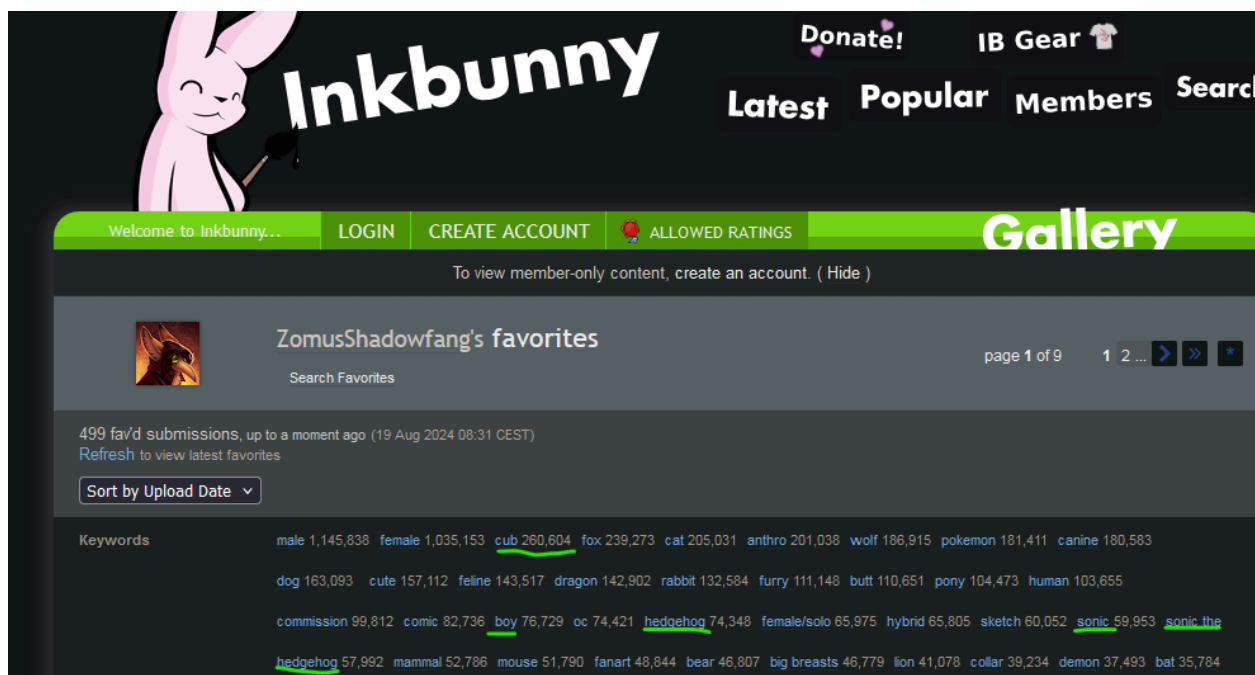 Donate!
IB Gear
Inkbunny
Latest
Popular
Members
Search
Welcome to Inkbunny...
LOGIN
CREATE ACCOUNT
ALLOWED RATINGS
Gallery
To view member-only content, create an account. ( Hide )
ZomusShadowfang's favorites
page 1 of 9 1 2 ...
Search Favorites
499 fav'd submissions, up to a moment ago (19 Aug 2024 08:31 CEST)
Refresh to view latest favorites
Sort by Upload Date
Keywords
male 1,145,838 female 1,035,153 cub 260,604 fox 239,273 cat 205,031 anthro 201,038 wolf 186,915 pokemon 181,411 canine 180,583
dog 163,093 cute 157,112 feline 143,517 dragon 142,902 rabbit 132,584 furry 111,148 butt 110,651 pony 104,473 human 103,655
commission 99,812 comic 82,736 boy 76,729 oc 74,421 hedgehog 74,348 female/solo 65,975 hybrid 65,805 sketch 60,052 sonic 59,953 sonic the
hedgehog 57,992 mammal 52,786 mouse 51,790 fanart 48,844 bear 46,807 big breasts 46,779 lion 41,078 collar 39,234 demon 37,493 bat 35,784